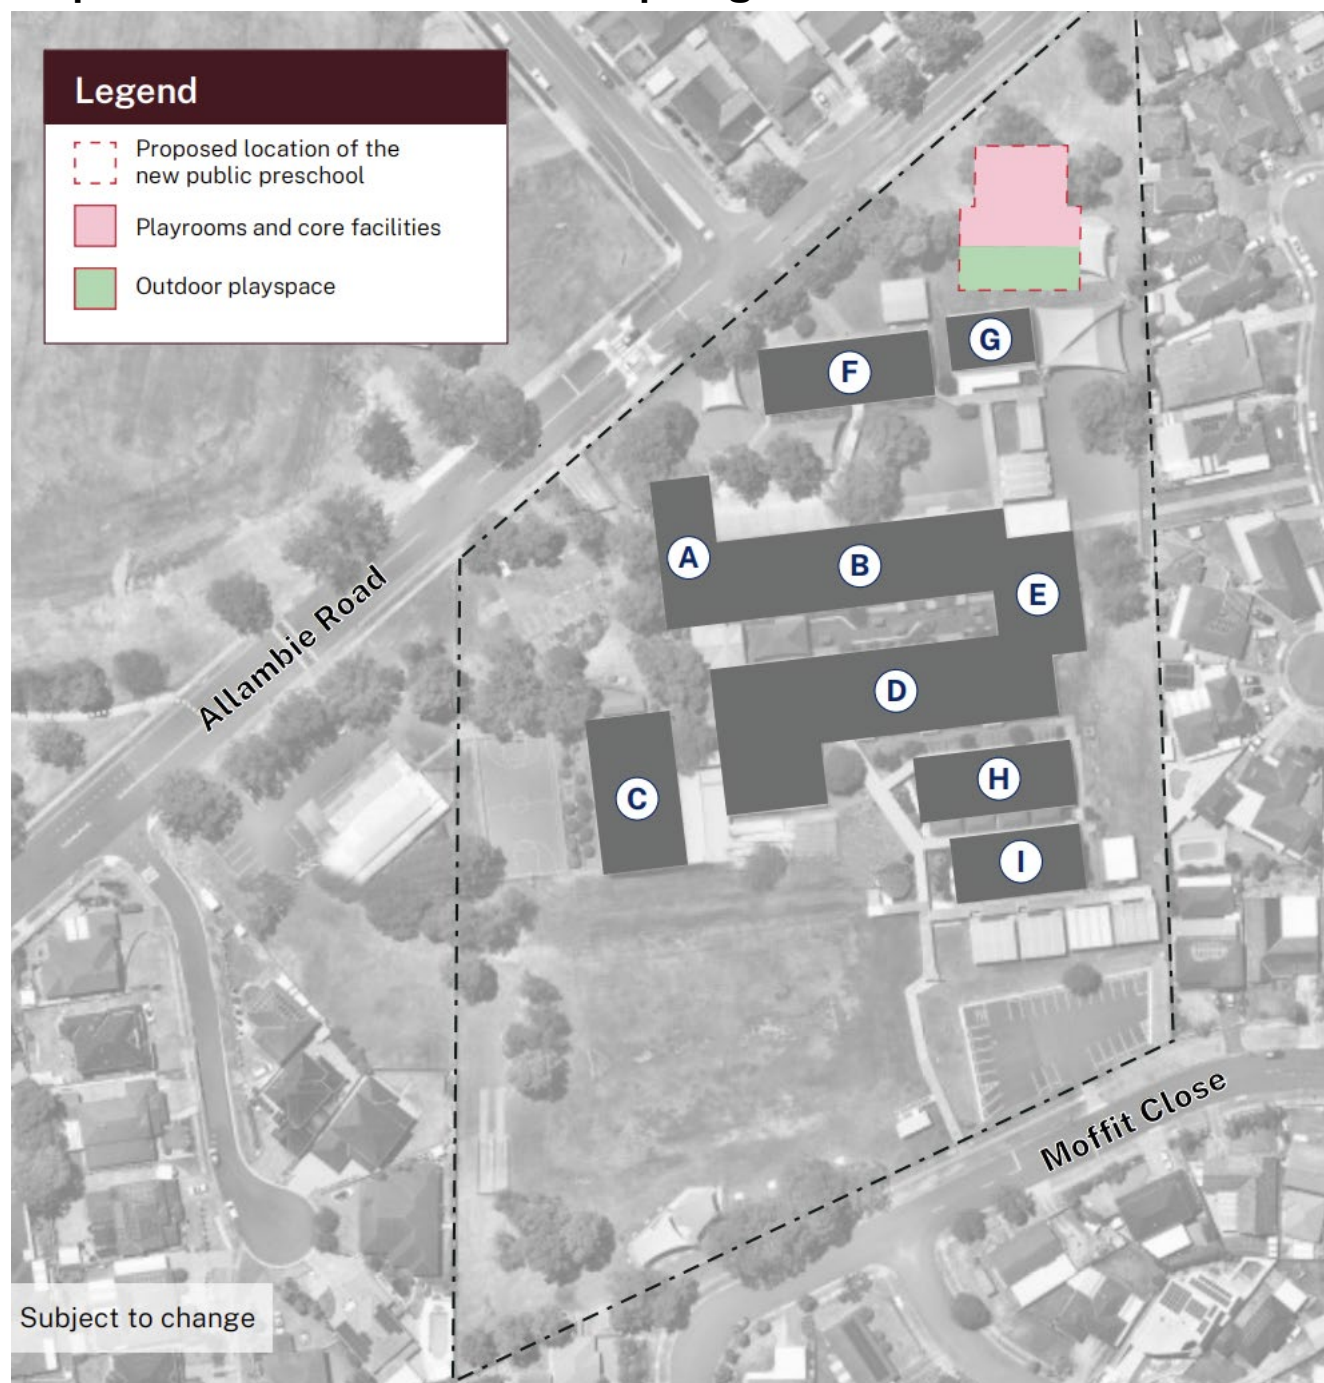 Legend
Proposed location of the
new public preschool
Playrooms and core facilities
Outdoor playspace
G
F
A
B
E
D
H
C
I
Allambie Road
Moffit Close
Subject to change